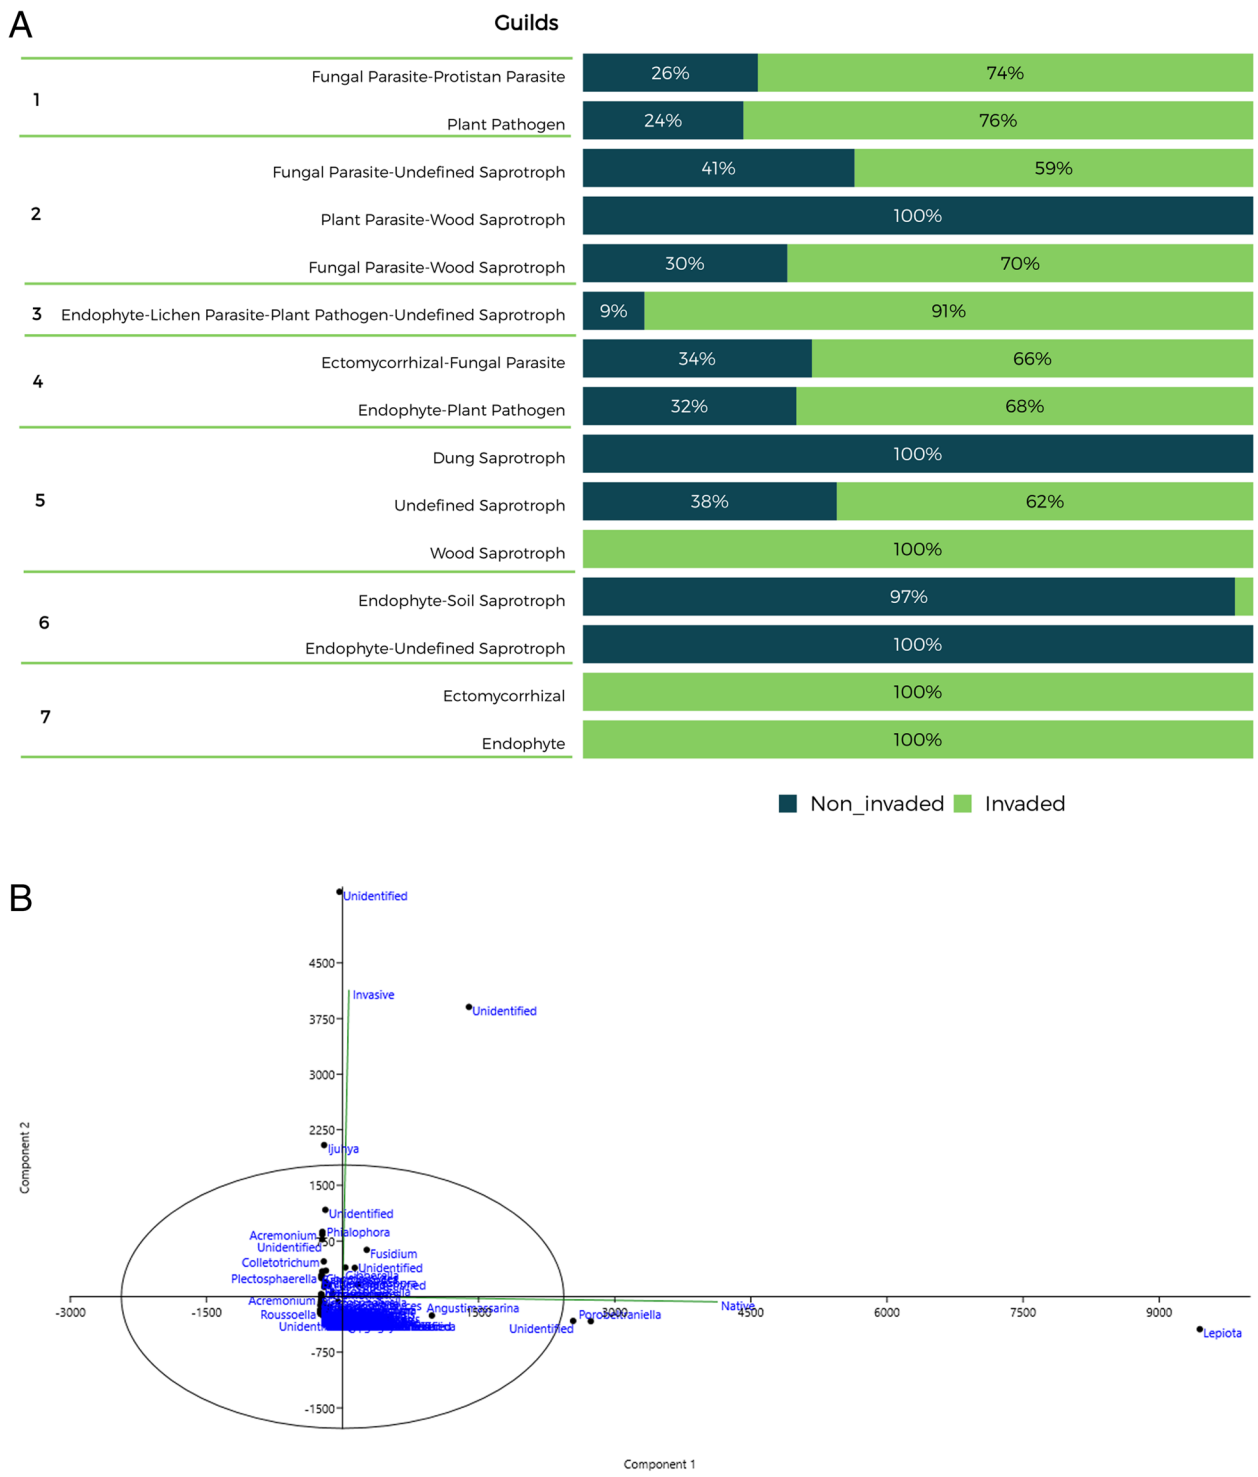 A
Guilds
1
Fungal Parasite-Protistan Parasite
26%
74%
Plant Pathogen
24%
76%
2
Fungal Parasite-Undefined Saprotroph
41%
59%
Plant Parasite-Wood Saprotroph
100%
Fungal Parasite-Wood Saprotroph
30%
70%
3
Endophyte-Lichen Parasite-Plant Pathogen-Undefined Saprotroph
9%
91%
4
Ectomycorrhizal-Fungal Parasite
34%
66%
Endophyte-Plant Pathogen
32%
68%
5
Dung Saprotroph
100%
Undefined Saprotroph
38%
62%
Wood Saprotroph
100%
6
Endophyte-Soil Saprotroph
97%
Endophyte-Undefined Saprotroph
100%
7
Ectomycorrhizal
100%
Endophyte
100%
Non_invaded
Invaded
B
Unidentified
4500
Invasive
3750
Unidentified
3000
2250
Ijuhya
1500
Unidentified
Phialophora
Acremonium
Unidentified
Fusidium
Colletotrichum
Unidentified
Plectosphaerella
Acremonium
Roussoella
Angustimassarina
Native
Porobeltraniella
Unidentified
Lepiota
-3000
-1500
3000
4500
6000
7500
9000
-750
-1500
Component 2
Component 1